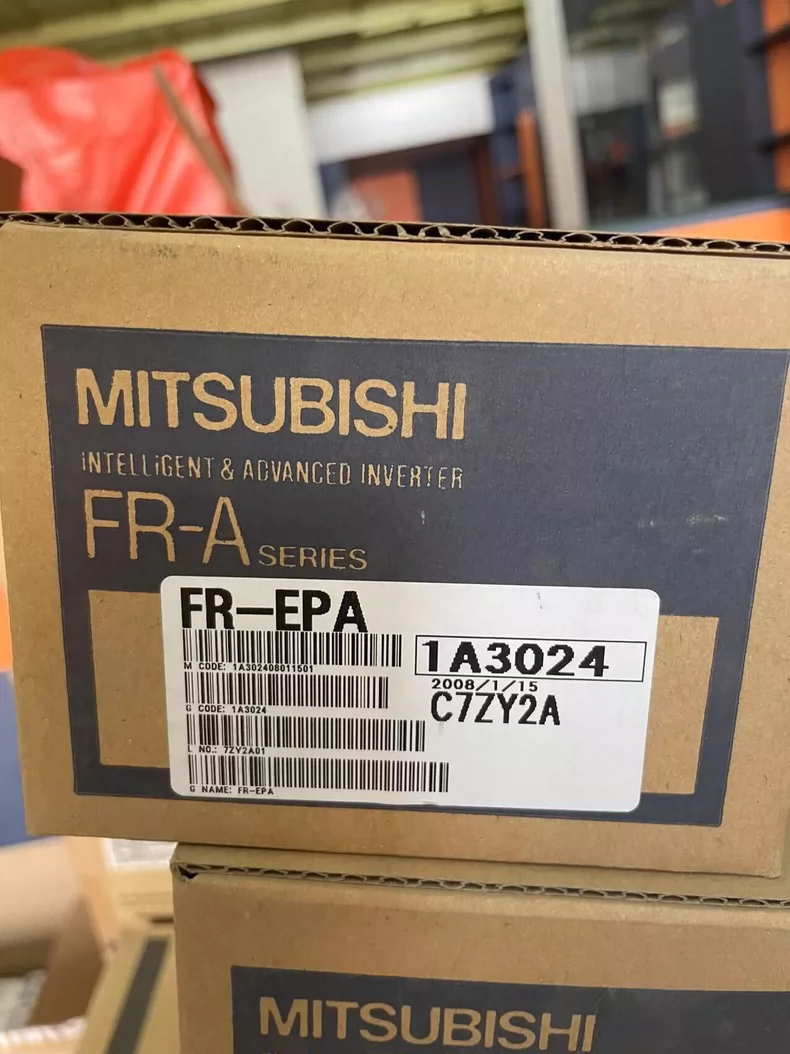 MITSUBISHI
INTELLIGENT & ADVANCED INVERTER
FR-A SERIES
FR-EPA
M CODE: 1A302408011501
1A3024
2008/1/15
G CODE: 1A3024
C7ZY2A
L NO.: 7ZY2A01
G NAME: FR-EPA
MITSUBISHI